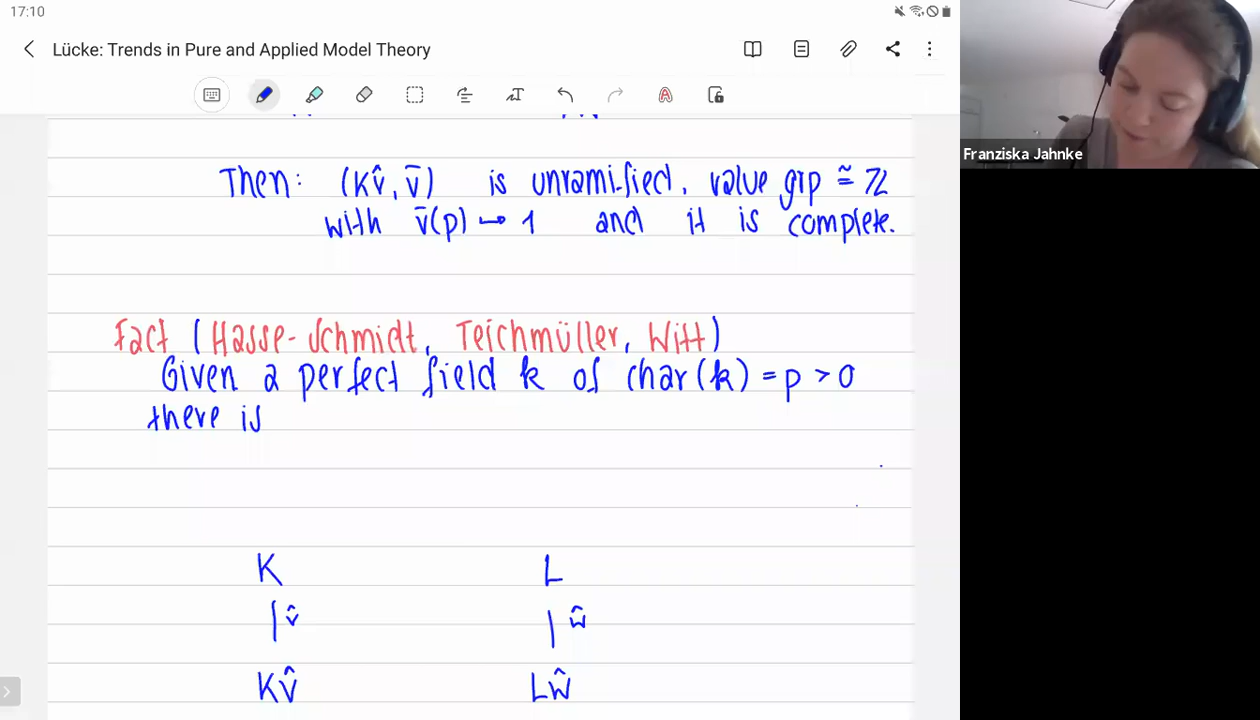 17:10
Lücke: Trends in Pure and Applied Model Theory
Then: (Kv̂, v̄) is unramified, value grp ≅ ℤ
with v̄(p) ↦ 1 and it is complete.
Fact (Hasse-Schmidt, Teichmüller, Witt)
Given a perfect field k of char(k) = p > 0
there is
K L
| v̂ | ŵ
Kv̂ Lŵ
Franziska Jahnke